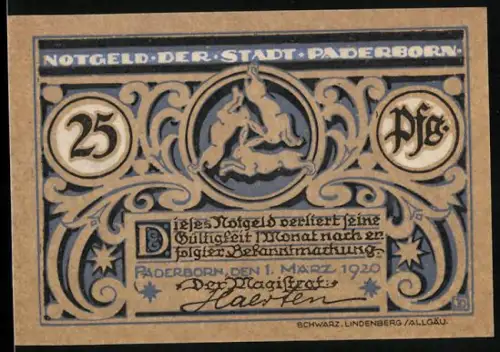 NOTGELD · DER · STADT · PADERBORN ·
25
Pfg.
Dieses Notgeld verliert seine
Gültigkeit 1 Monat nach er-
folgter Bekanntmachung.
PADERBORN, DEN 1. MÄRZ 1920
Der Magistrat:
Haerten
SCHWARZ, LINDENBERG / ALLGÄU.